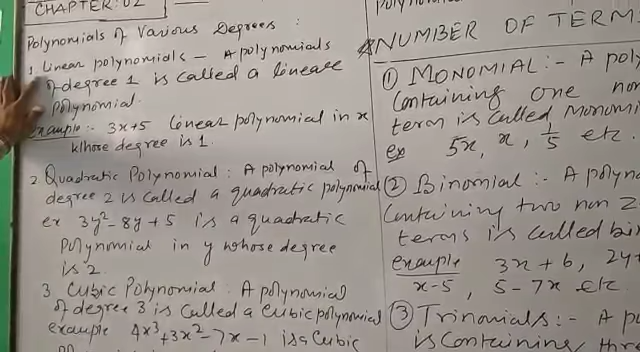 CHAPTER:02
Polynomials of Various Degrees :
1. Linear polynomials – A polynomials
of degree 1 is called a lineare
Polynomial.
Example :- 3x+5 linear polynomial in x
whose degree is 1.
2 Quadratic Polynomial : A polynomial of
degree 2 is called a quadratic polynomial
ex 3y²-8y+5 is a quadratic
Polynomial in y whose degree
is 2.
3 Cubic Polynomial : A polynomial
of degree 3 is called a cubic polynomial
example 4x³+3x²-7x-1 is a cubic
NUMBER OF TERM
① MONOMIAL :- A poly
Containing one non
term is called Monomi
ex 5x, x, 1/5 etc.
② Binomial :- A polyn
Containing two non z
terms is called bi
example 3x+6, 2y+
x-5, 5-7x etc
③ Trinomials :- A p
is containing thr